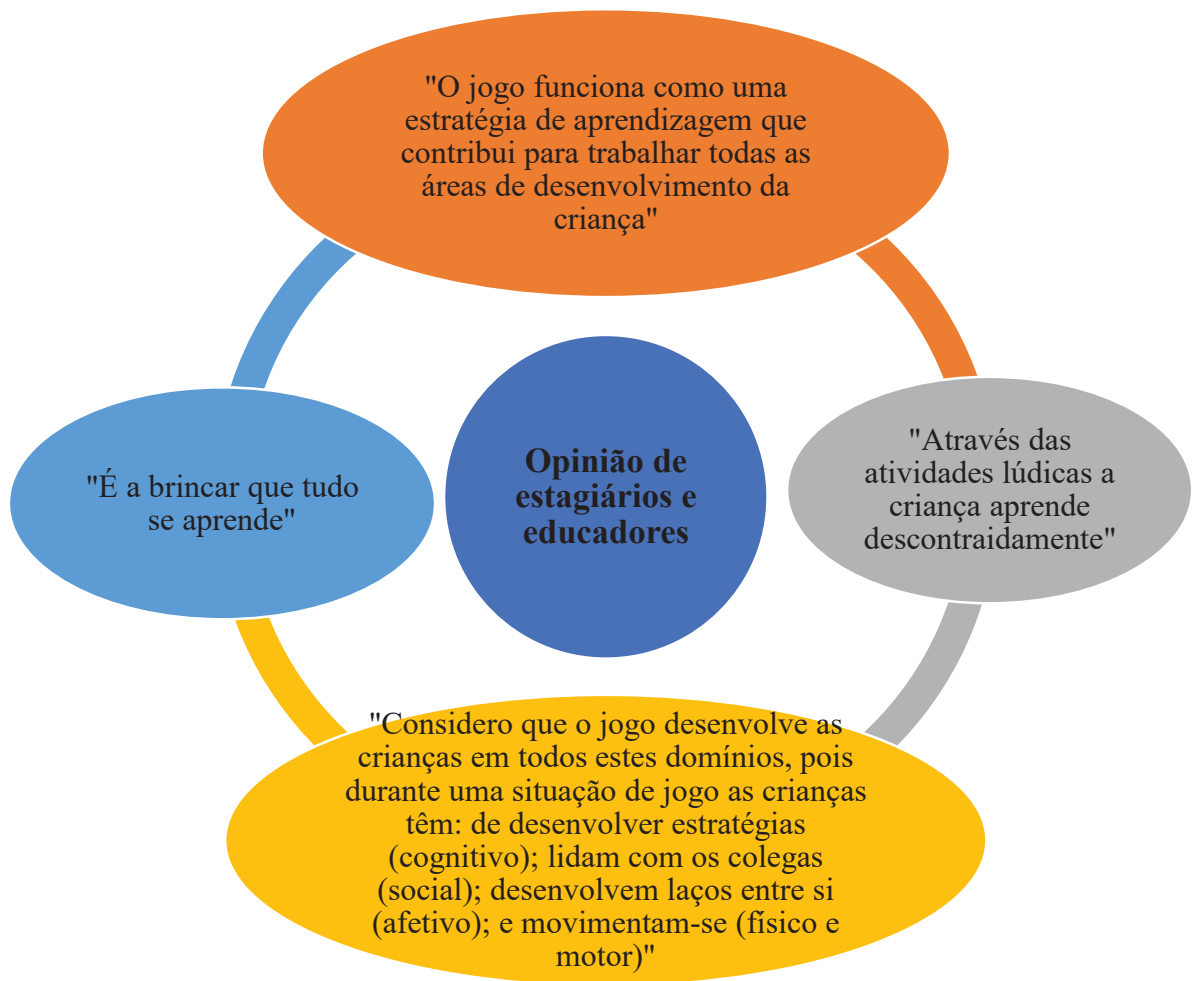 "O jogo funciona como uma
estratégia de aprendizagem que
contribui para trabalhar todas as
áreas de desenvolvimento da
criança"
"É a brincar que tudo
se aprende"
Opinião de
estagiários e
educadores
"Através das
atividades lúdicas a
criança aprende
descontraidamente"
"Considero que o jogo desenvolve as
crianças em todos estes domínios, pois
durante uma situação de jogo as crianças
têm: de desenvolver estratégias
(cognitivo); lidam com os colegas
(social); desenvolvem laços entre si
(afetivo); e movimentam-se (físico e
motor)"